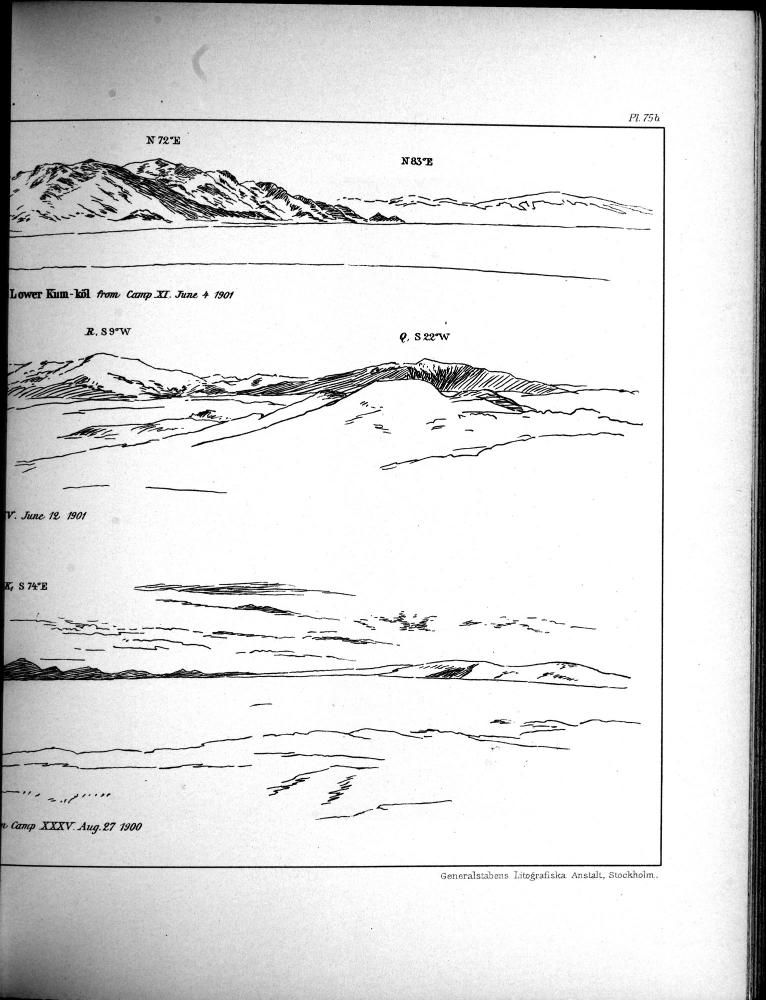 Pl. 75b
N 72°E
N 83°E
Lower Kum-köl from Camp XI. June 4 1901
R, S 9°W
Q, S 22°W
V. June 12 1901
K, S 74°E
Camp XXXV. Aug. 27 1900
Generalstabens Litografiska Anstalt, Stockholm.